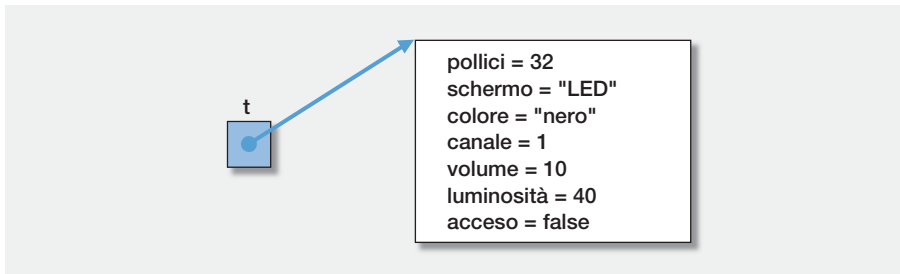 t
pollici = 32
schermo = "LED"
colore = "nero"
canale = 1
volume = 10
luminosità = 40
acceso = false